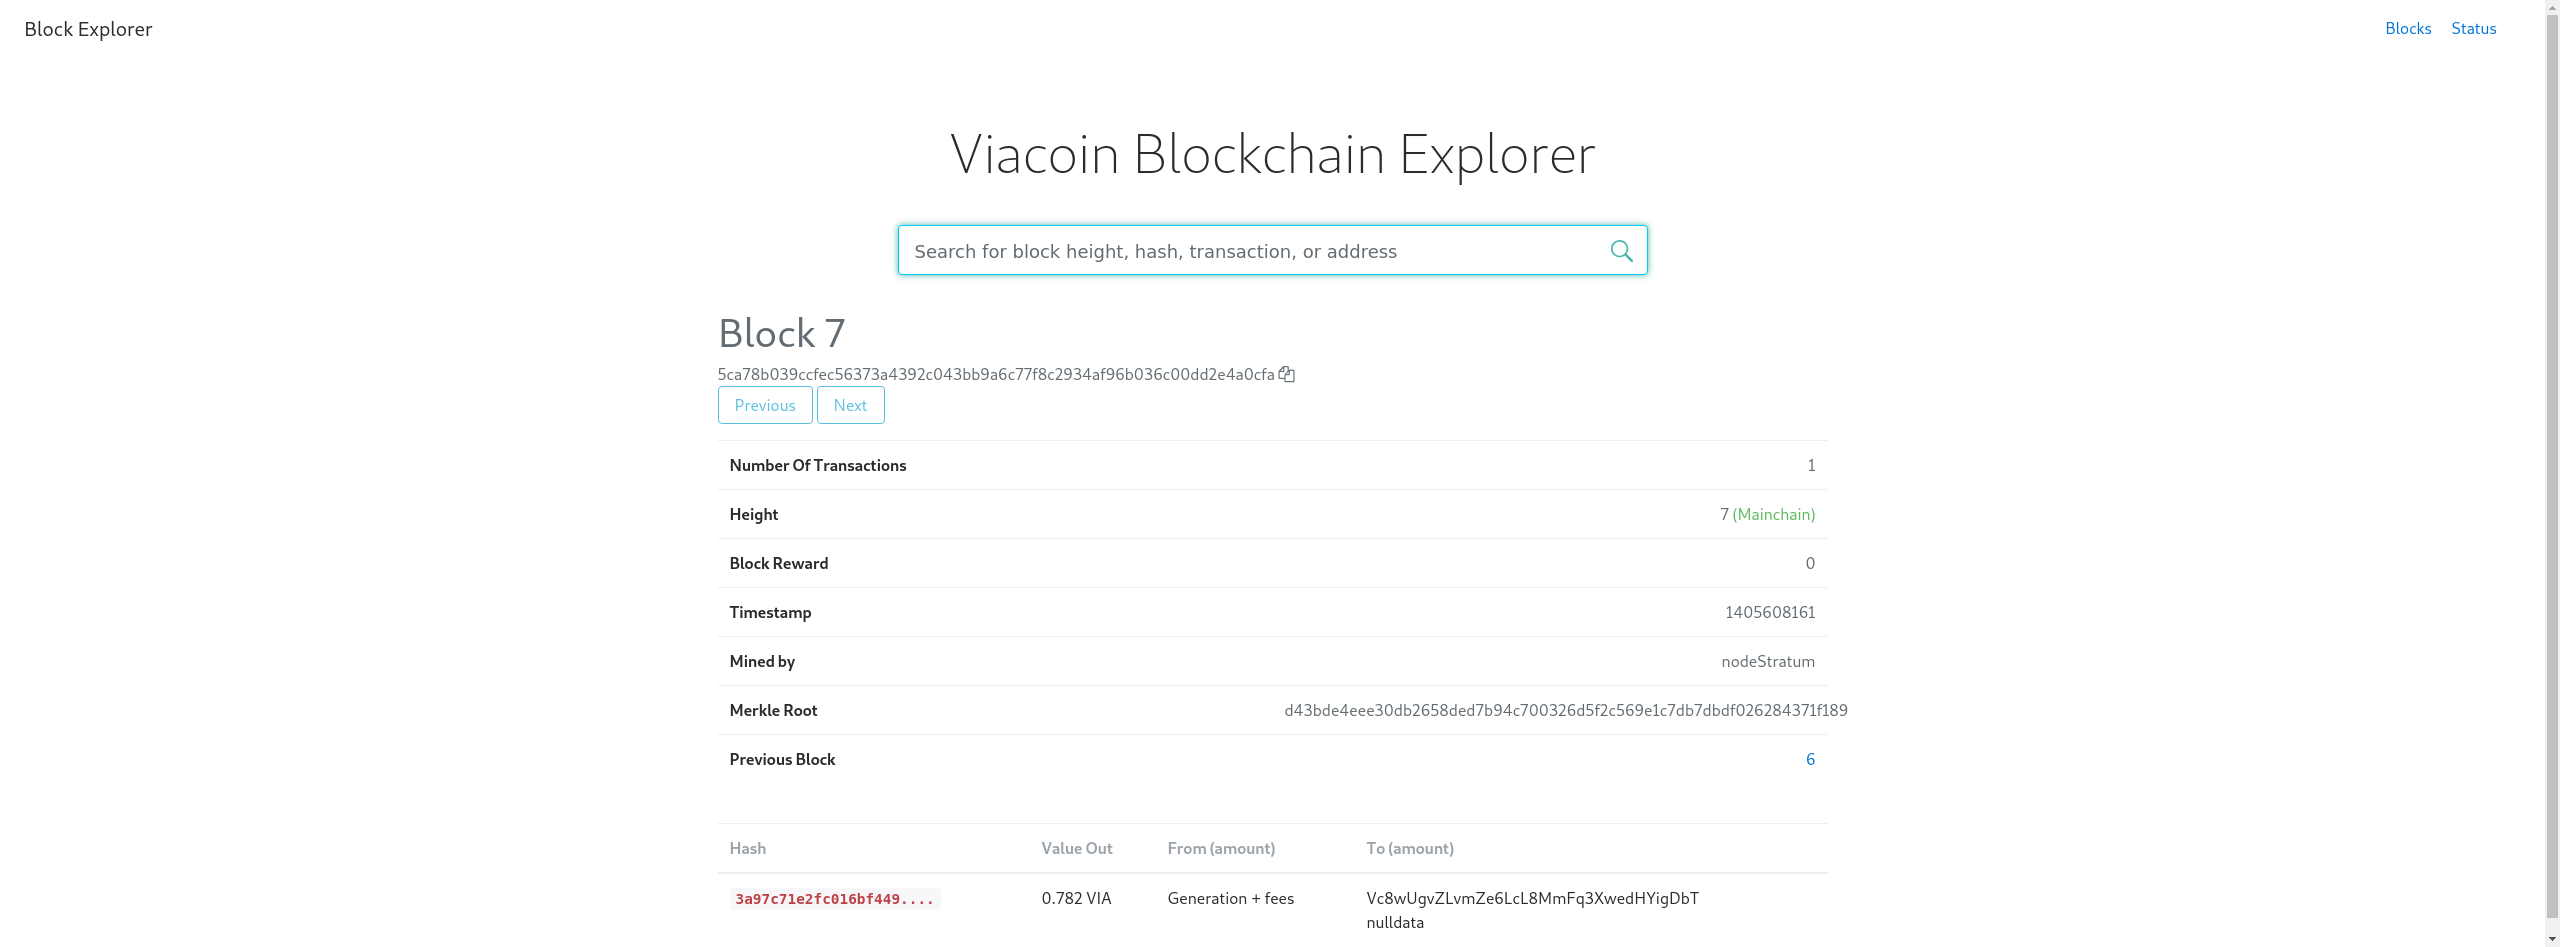 Block Explorer
Blocks Status
Viacoin Blockchain Explorer
Search for block height, hash, transaction, or address
Block 7
5ca78b039ccfec56373a4392c043bb9a6c77f8c2934af96b036c00dd2e4a0cfa
Previous Next
Number Of Transactions 1
Height 7 (Mainchain)
Block Reward 0
Timestamp 1405608161
Mined by nodeStratum
Merkle Root d43bde4eee30db2658ded7b94c700326d5f2c569e1c7db7dbdf026284371f189
Previous Block 6
Hash Value Out From (amount) To (amount)
3a97c71e2fc016bf449.... 0.782 VIA Generation + fees Vc8wUgvZLvmZe6LcL8MmFq3XwedHYigDbT
nulldata